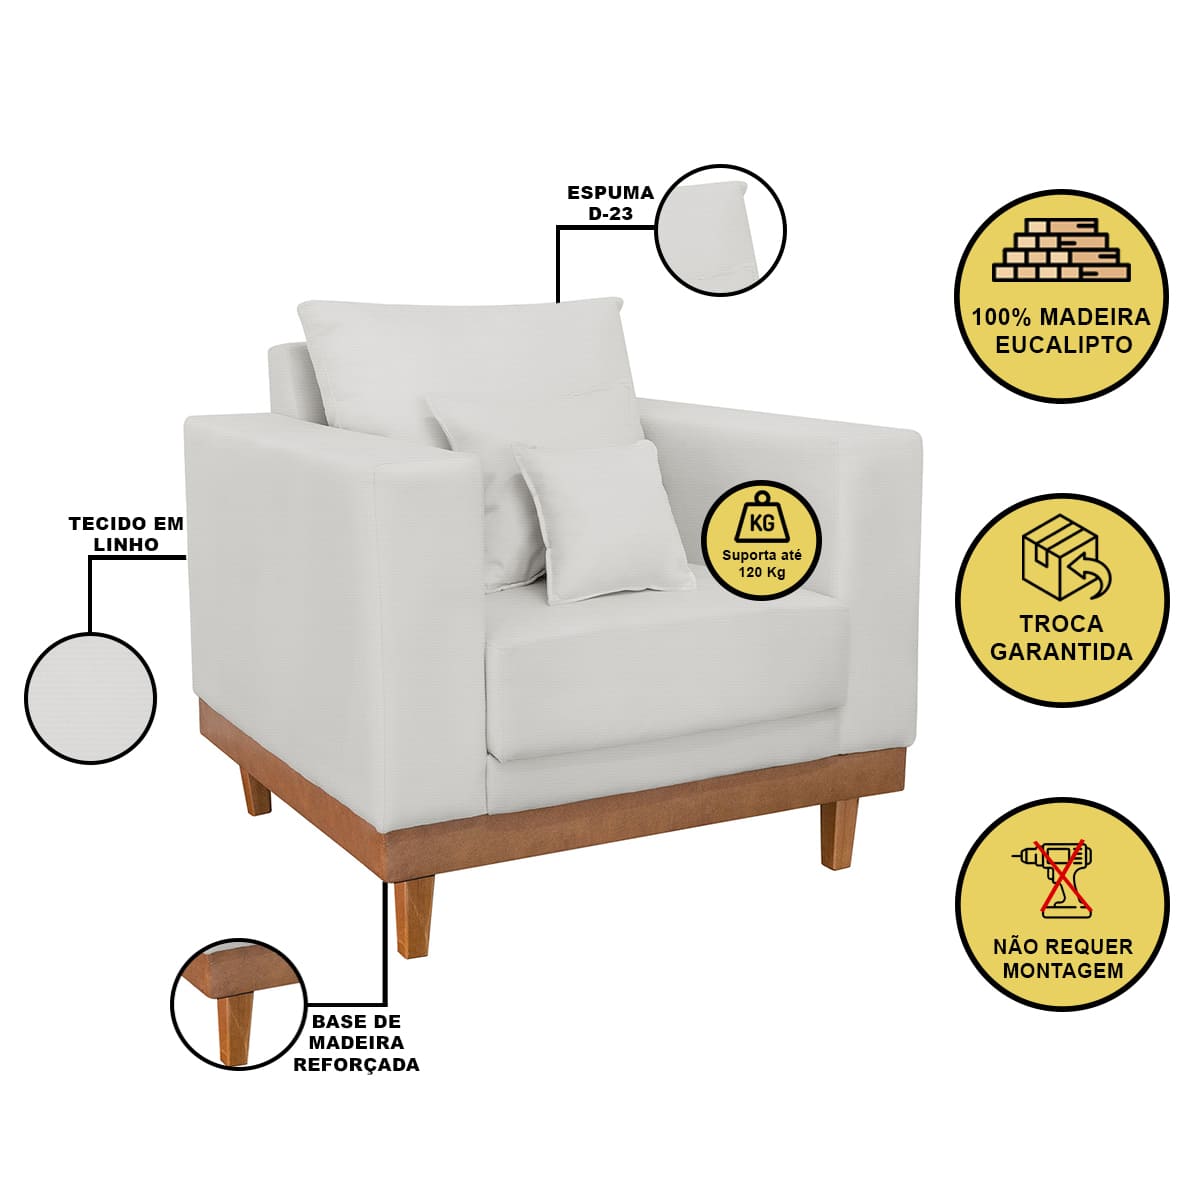 ESPUMA
D-23
TECIDO EM
LINHO
KG
Suporta até
120 Kg
BASE DE
MADEIRA
REFORÇADA
100% MADEIRA
EUCALIPTO
TROCA
GARANTIDA
NÃO REQUER
MONTAGEM